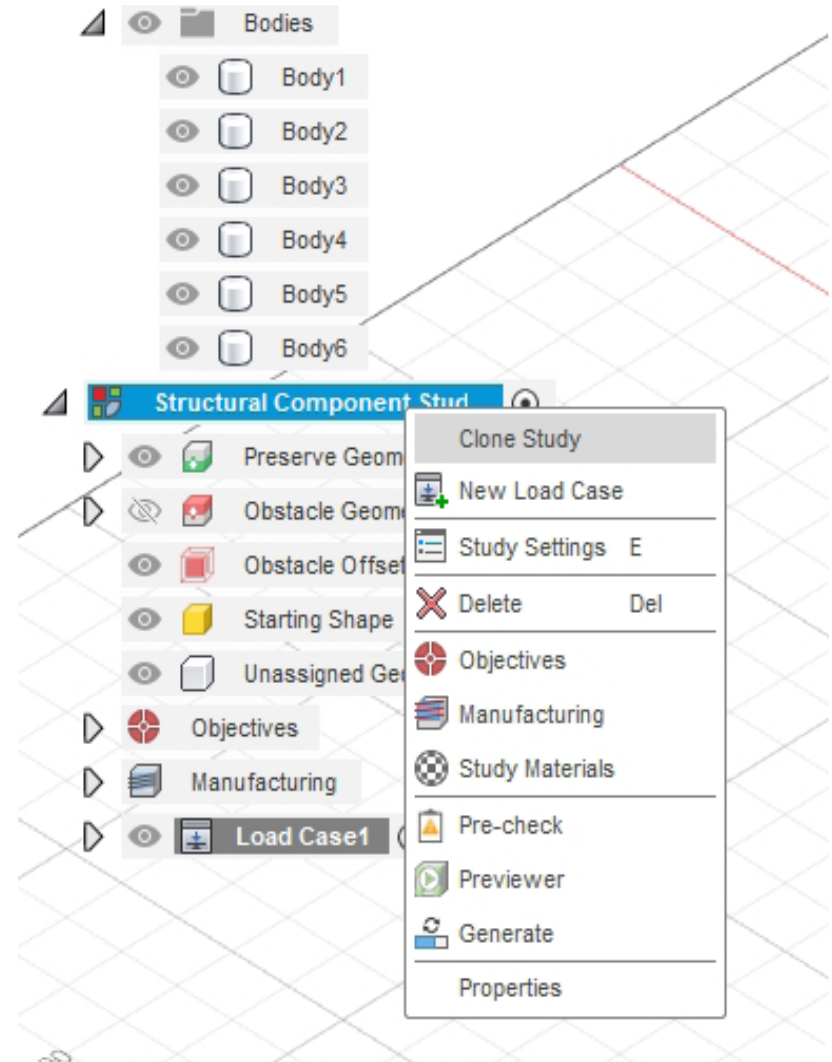 Bodies
Body1
Body2
Body3
Body4
Body5
Body6
Structural Component Stud
Clone Study
Preserve Geom
New Load Case
Obstacle Geome
Study Settings E
Obstacle Offset
Delete Del
Starting Shape
Objectives
Unassigned Geo
Manufacturing
Objectives
Study Materials
Manufacturing
Pre-check
Load Case1
Previewer
Generate
Properties